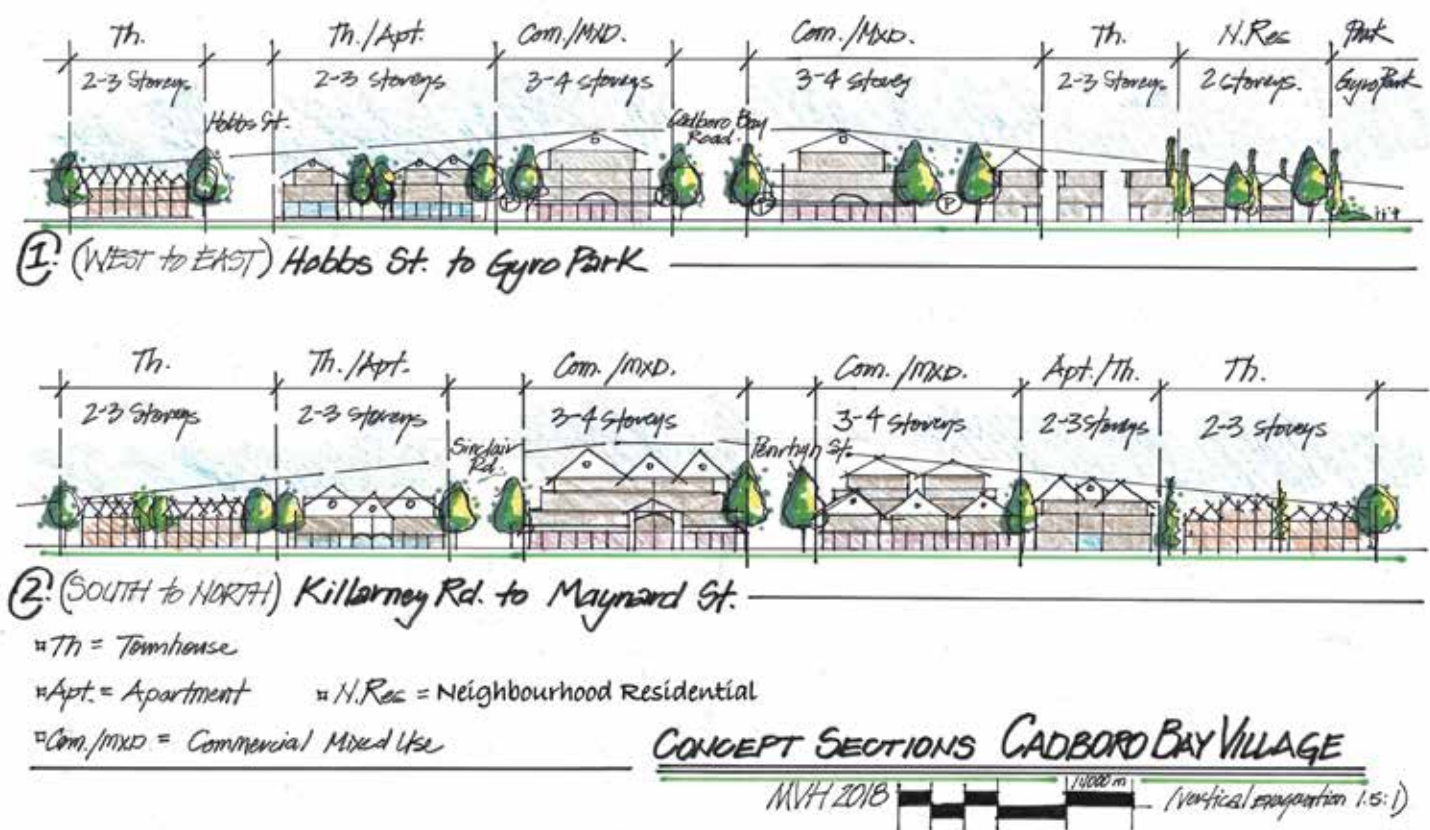 Th. Th./Apt. Com./MXD. Com./MXD. Th. N.Res Park
2-3 Storeys 2-3 Storeys 3-4 Storeys 3-4 Storey 2-3 Storeys. 2 Storeys. Gyro Park
Hobbs St. Cadboro Bay
Road.
P P P P
1. (WEST to EAST) Hobbs St. to Gyro Park
Th. Th./Apt. Com./MXD. Com./MXD. Apt./Th. Th.
2-3 Storeys 2-3 Storeys 3-4 Storeys 3-4 Storeys 2-3 Storeys 2-3 Storeys
Sinclair Penrhyn St.
Rd.
2. (SOUTH to NORTH) Killarney Rd. to Maynard St.
¤Th = Townhouse
¤Apt. = Apartment ¤N.Res = Neighbourhood Residential
¤Com./MXD = Commercial Mixed Use
CONCEPT SECTIONS CADBORO BAY VILLAGE
MVH 2018 (Vertical exageration 1.5:1)